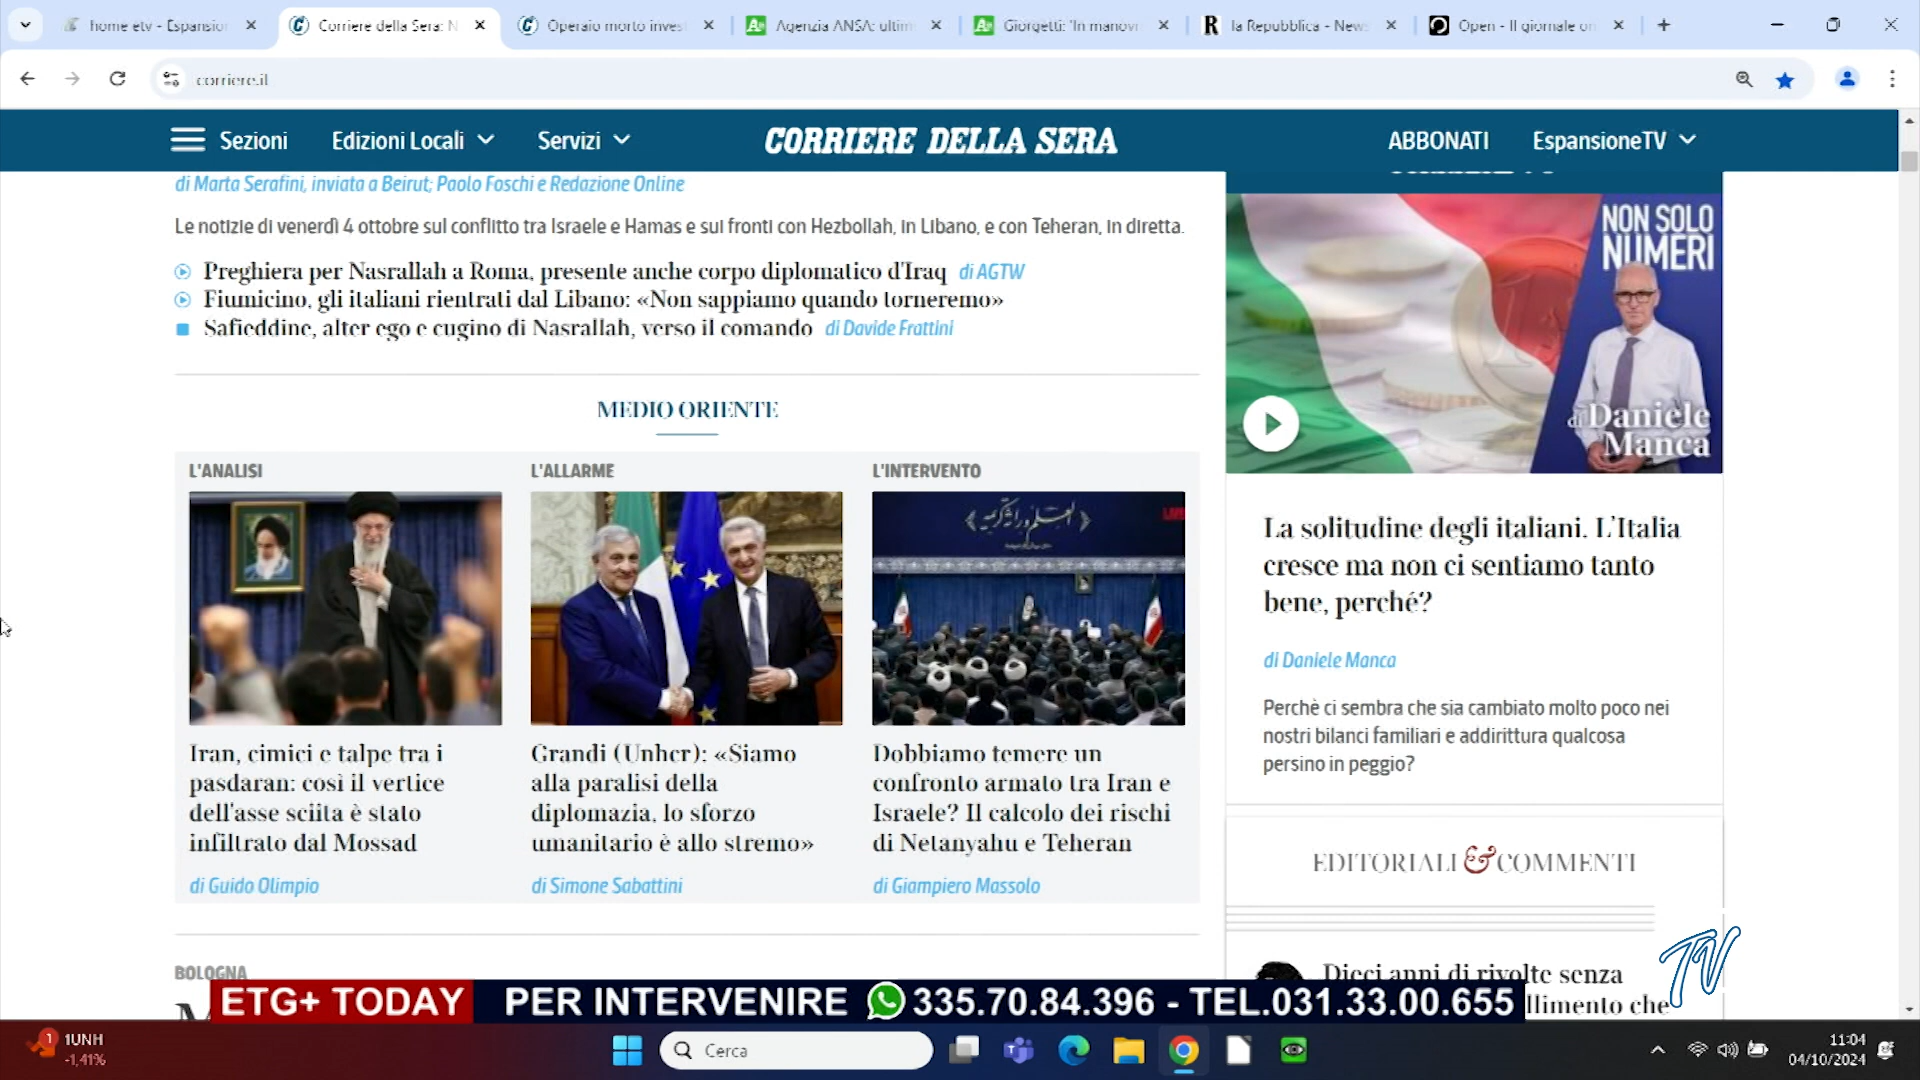 home etv - Espansion
Corriere della Sera: N
Operaio morto invest
Agenzia ANSA: ultim
Giorgetti: 'In manovr
la Repubblica - News
Open - Il giornale on
corriere.it
Sezioni
Edizioni Locali
Servizi
CORRIERE DELLA SERA
ABBONATI
EspansioneTV
di Marta Serafini, inviata a Beirut; Paolo Foschi e Redazione Online
Le notizie di venerdì 4 ottobre sul conflitto tra Israele e Hamas e sui fronti con Hezbollah, in Libano, e con Teheran, in diretta.
Preghiera per Nasrallah a Roma, presente anche corpo diplomatico d'Iraq di AGTW
Fiumicino, gli italiani rientrati dal Libano: «Non sappiamo quando torneremo»
Safieddine, alter ego e cugino di Nasrallah, verso il comando di Davide Frattini
MEDIO ORIENTE
L'ANALISI
Iran, cimici e talpe tra i
pasdaran: così il vertice
dell'asse sciita è stato
infiltrato dal Mossad
di Guido Olimpio
L'ALLARME
Grandi (Unhcr): «Siamo
alla paralisi della
diplomazia, lo sforzo
umanitario è allo stremo»
di Simone Sabattini
L'INTERVENTO
LIVE
Dobbiamo temere un
confronto armato tra Iran e
Israele? Il calcolo dei rischi
di Netanyahu e Teheran
di Giampiero Massolo
NON SOLO
NUMERI
di Daniele
Manca
La solitudine degli italiani. L'Italia
cresce ma non ci sentiamo tanto
bene, perché?
di Daniele Manca
Perchè ci sembra che sia cambiato molto poco nei
nostri bilanci familiari e addirittura qualcosa
persino in peggio?
EDITORIALI & COMMENTI
Dieci anni di rivolte senza
llimento che
BOLOGNA
TV
ETG+ TODAY
PER INTERVENIRE 335.70.84.396 - TEL.031.33.00.655
1
1UNH
-1,41%
Cerca
11:04
04/10/2024